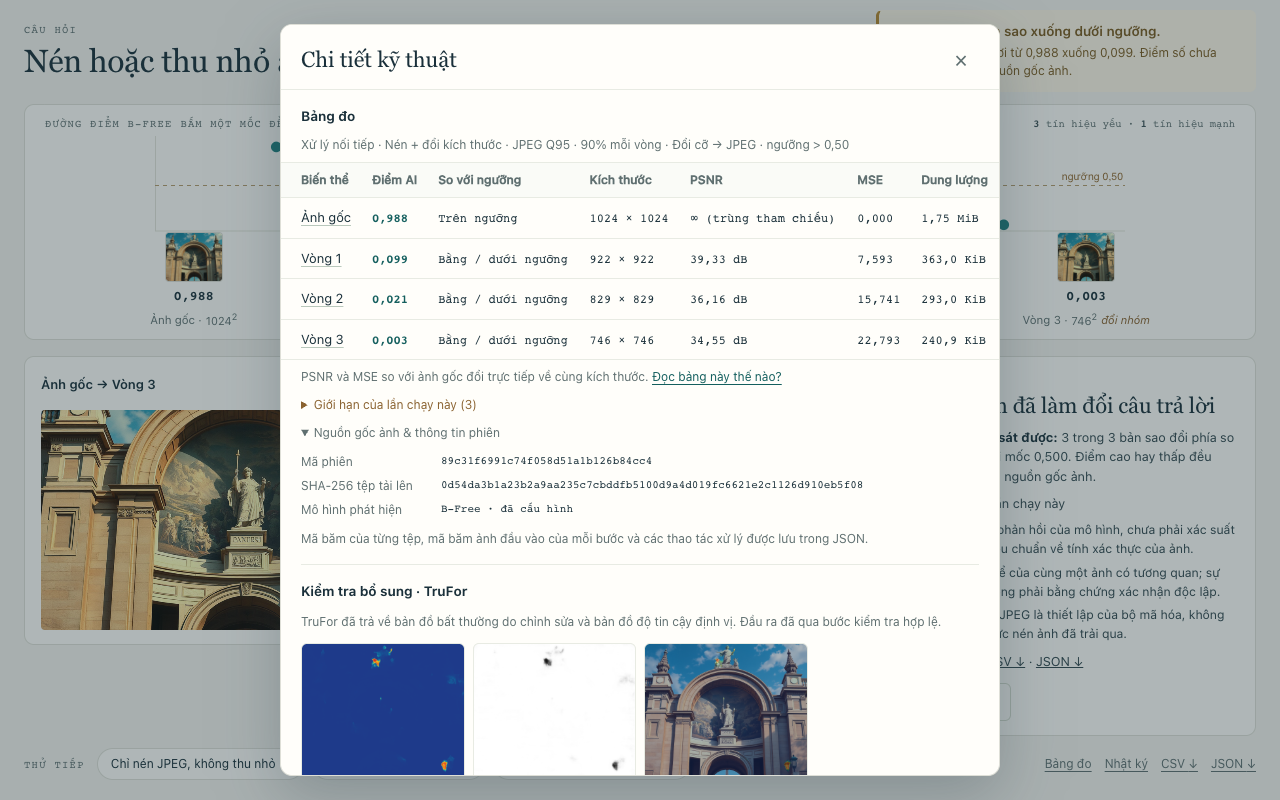 CÂU HỎI
Nén hoặc thu nhỏ
sao xuống dưới ngưỡng.
từ 0,988 xuống 0,099. Điểm số chưa
gốc ảnh.
ĐƯỜNG ĐIỂM B-FREE BẮM MỘT MỐC
3 tín hiệu yếu · 1 tín hiệu mạnh
ngưỡng 0,50
0,988
Ảnh gốc · 1024²
0,003
Vòng 3 · 746² đổi nhóm
Ảnh gốc → Vòng 3
đã làm đổi câu trả lời
sát được: 3 trong 3 bản sao đổi phía so
mốc 0,500. Điểm cao hay thấp đều
nguồn gốc ảnh.
chạy này
phản hồi của mô hình, chưa phải xác suất
chuẩn về tính xác thực của ảnh.
của cùng một ảnh có tương quan; sự
phải bằng chứng xác nhận độc lập.
JPEG là thiết lập của bộ mã hóa, không
nén ảnh đã trải qua.
CSV ↓ · JSON ↓
THỬ TIẾP
Chỉ nén JPEG, không thu nhỏ
Bảng đo Nhật ký CSV ↓ JSON ↓
Chi tiết kỹ thuật
×
Bảng đo
Xử lý nối tiếp · Nén + đổi kích thước · JPEG Q95 · 90% mỗi vòng · Đổi cỡ → JPEG · ngưỡng > 0,50
Biến thể Điểm AI So với ngưỡng Kích thước PSNR MSE Dung lượng
Ảnh gốc 0,988 Trên ngưỡng 1024 × 1024 ∞ (trùng tham chiếu) 0,000 1,75 MiB
Vòng 1 0,099 Bằng / dưới ngưỡng 922 × 922 39,33 dB 7,593 363,0 KiB
Vòng 2 0,021 Bằng / dưới ngưỡng 829 × 829 36,16 dB 15,741 293,0 KiB
Vòng 3 0,003 Bằng / dưới ngưỡng 746 × 746 34,55 dB 22,793 240,9 KiB
PSNR và MSE so với ảnh gốc đổi trực tiếp về cùng kích thước. Đọc bảng này thế nào?
▶ Giới hạn của lần chạy này (3)
▼ Nguồn gốc ảnh & thông tin phiên
Mã phiên 89c31f6991c74f058d51a1b126b84cc4
SHA-256 tệp tải lên 0d54da3b1a23b2a9aa235c7cbddfb5100d9a4d019fc6621e2c1126d910eb5f08
Mô hình phát hiện B-Free · đã cấu hình
Mã băm của từng tệp, mã băm ảnh đầu vào của mỗi bước và các thao tác xử lý được lưu trong JSON.
Kiểm tra bổ sung · TruFor
TruFor đã trả về bản đồ bất thường do chỉnh sửa và bản đồ độ tin cậy định vị. Đầu ra đã qua bước kiểm tra hợp lệ.